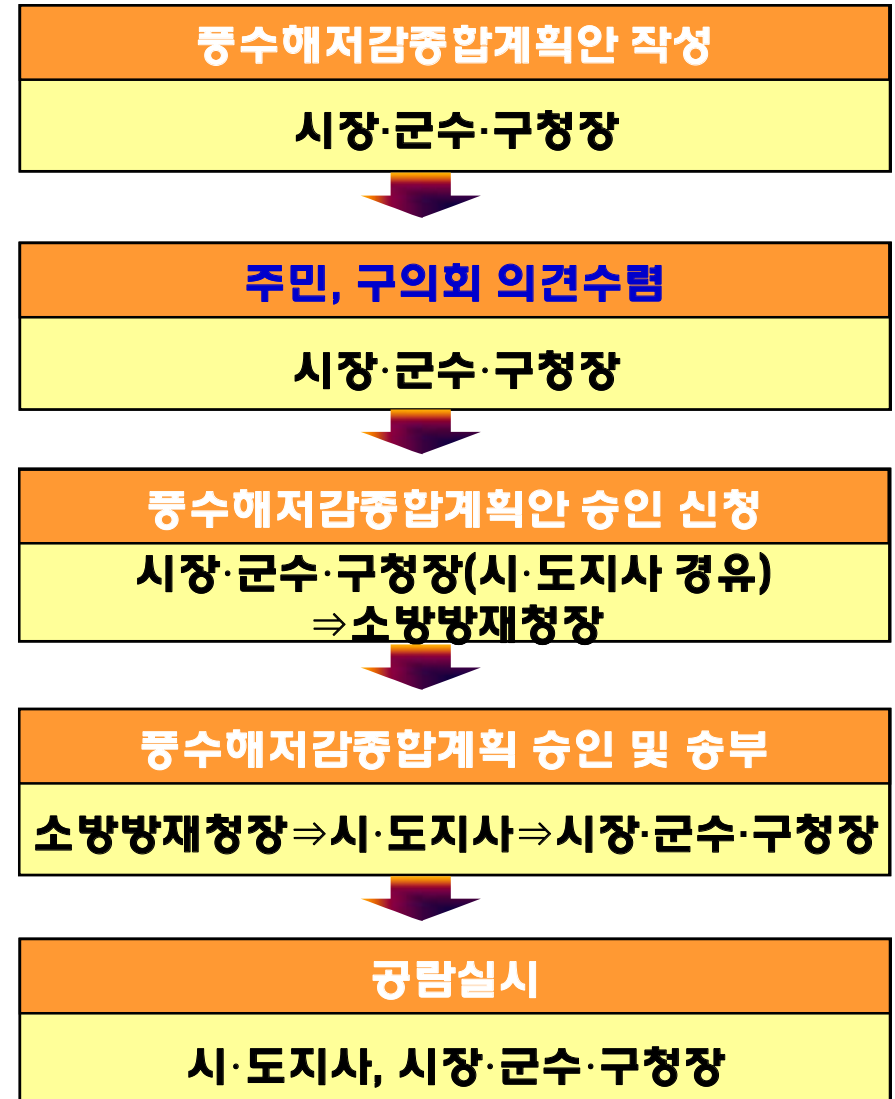 풍수해저감종합계획안 작성
시장·군수·구청장
주민, 구의회 의견수렴
시장·군수·구청장
풍수해저감종합계획안 승인 신청
시장·군수·구청장(시·도지사 경유)
⇒소방방재청장
풍수해저감종합계획 승인 및 송부
소방방재청장⇒시·도지사⇒시장·군수·구청장
공람실시
시·도지사, 시장·군수·구청장